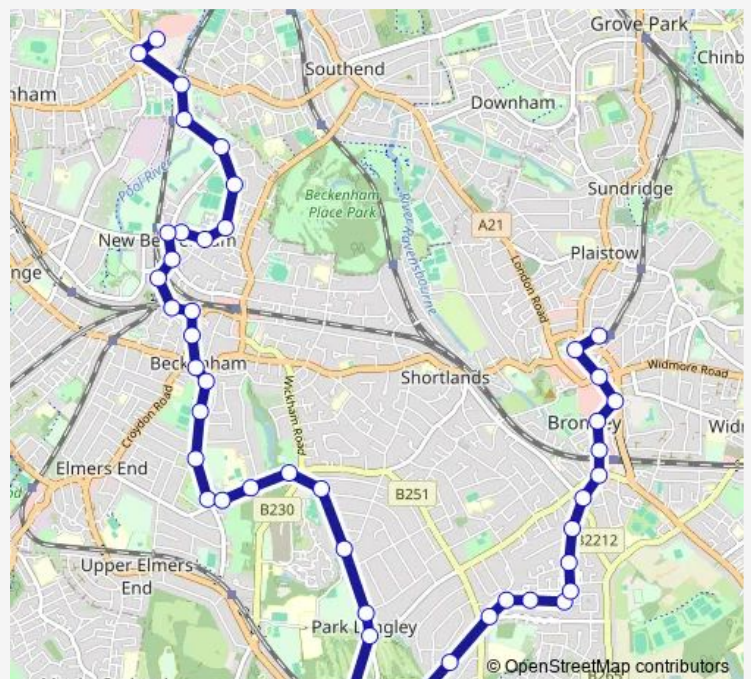 Grove Park
Chinb
Southend
nham
Downham
Pool River
Beckenham
Place Park
River Ravensbourne
Sundridge
A21
New Be
m
Plaistow
nge
London Road
Beckenham
Shortlands
Widmore Road
Wickham Road
Croydon Road
Bromley
Widm
Elmers End
B251
B230
B2212
Upper Elmers
End
Park Langley
© OpenStreetMap contributors